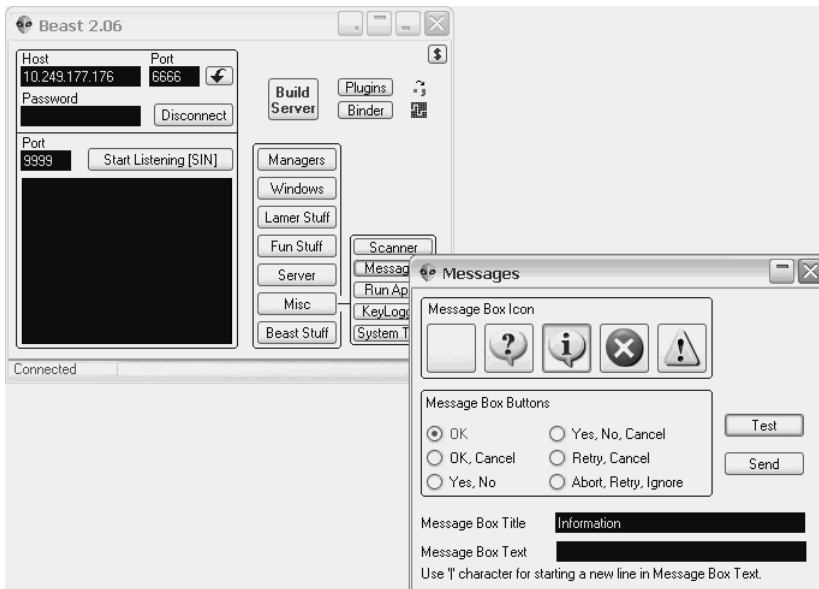 Beast 2.06
Host
Port
10.249.177.176
6666
Password
Disconnect
Build
Server
Plugins
Binder
$
Port
9999
Start Listening [SIN]
Managers
Windows
Lamer Stuff
Fun Stuff
Server
Misc
Beast Stuff
Scanner
Messag
Run Ap
KeyLogg
System T
Connected
Messages
Message Box Icon
Message Box Buttons
OK
Yes, No, Cancel
OK, Cancel
Retry, Cancel
Yes, No
Abort, Retry, Ignore
Test
Send
Message Box Title
Information
Message Box Text
Use '|' character for starting a new line in Message Box Text.